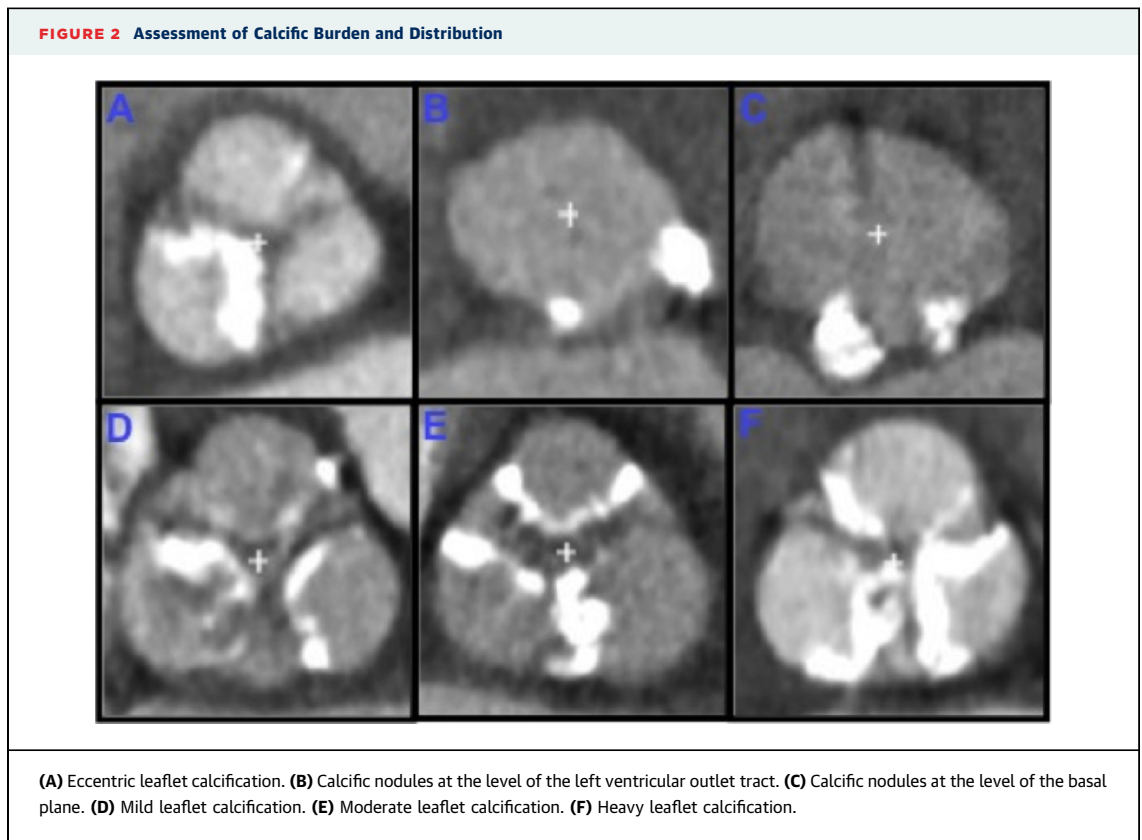 FIGURE 2 Assessment of Calcific Burden and Distribution
A
B
C
D
E
F
(A) Eccentric leaflet calcification. (B) Calcific nodules at the level of the left ventricular outlet tract. (C) Calcific nodules at the level of the basal
plane. (D) Mild leaflet calcification. (E) Moderate leaflet calcification. (F) Heavy leaflet calcification.